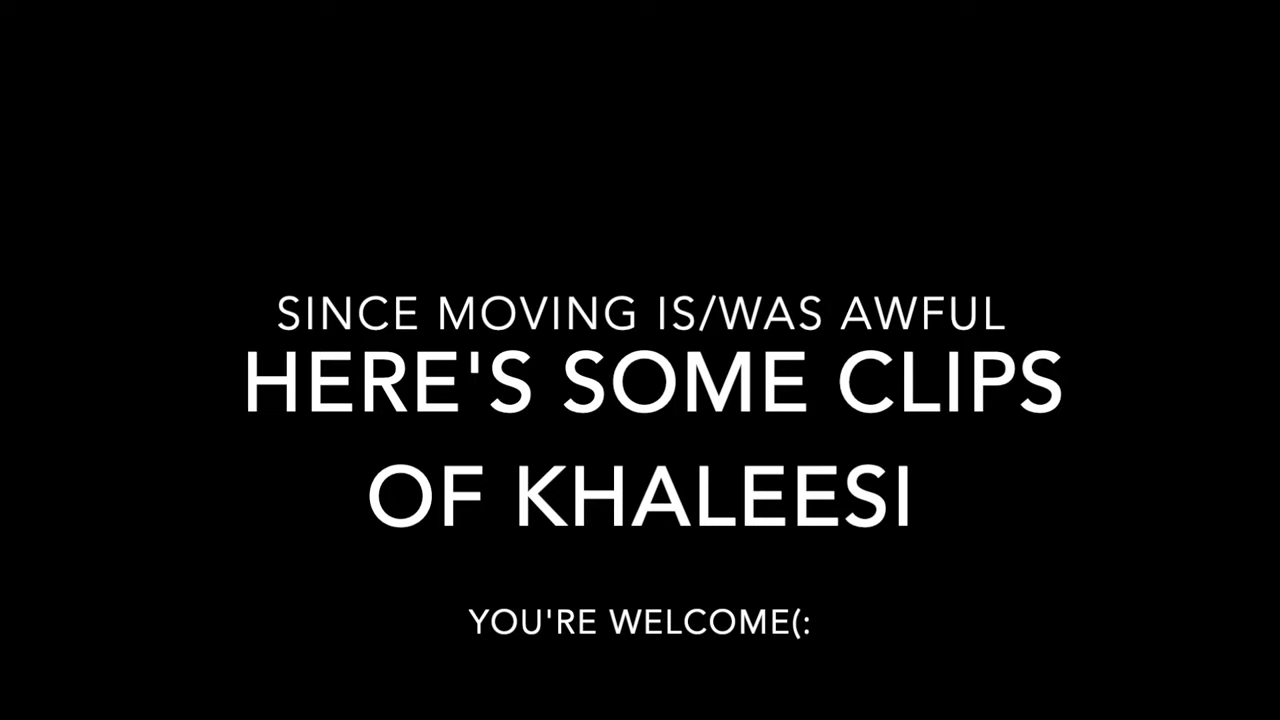 SINCE MOVING IS/WAS AWFUL
HERE'S SOME CLIPS
OF KHALEESI
YOU'RE WELCOME(: